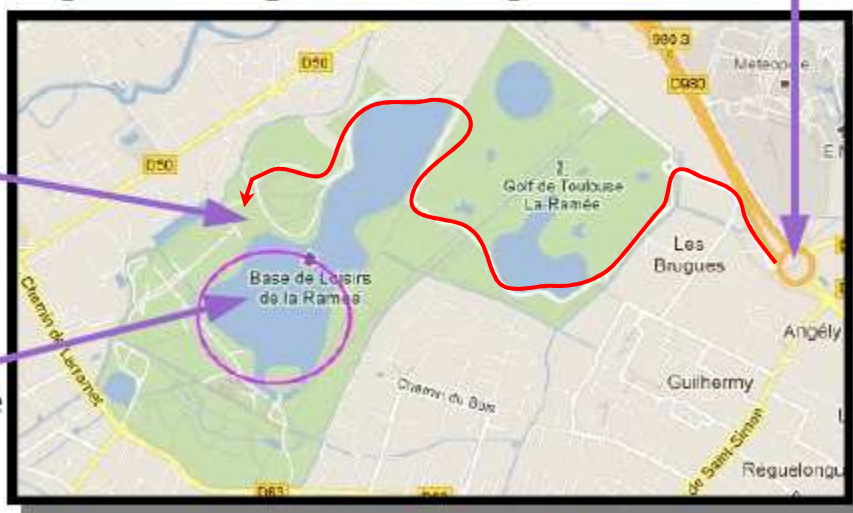 980 3
D50
Meteopole
D980
D50
Golf de Toulouse
La-Ramée
Les
Brugues
Base de Loisirs
de la Ramée
Angély
Chemin de Larramet
Guilhermy
Chemin du Bois
de Saint-Simon
Reguelongu
D63